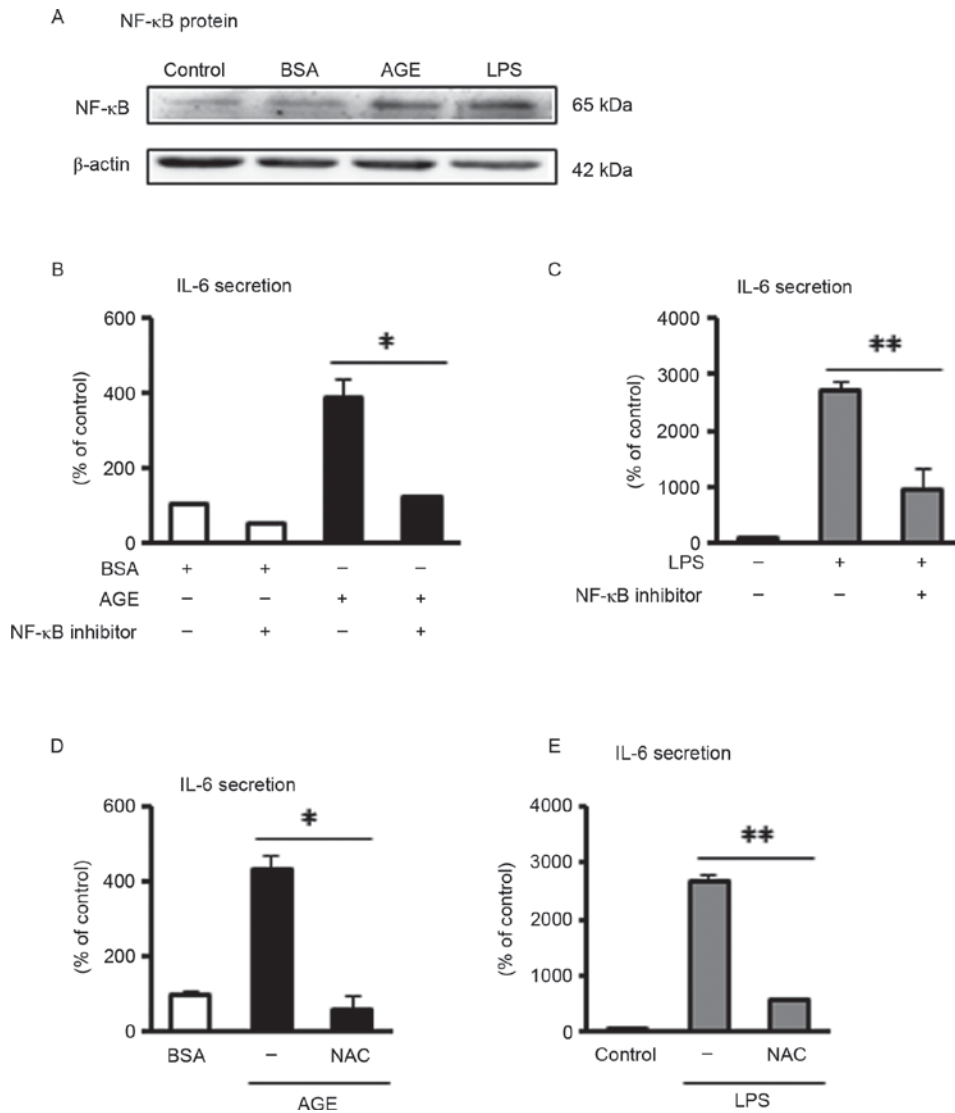 A NF-κB protein
Control BSA AGE LPS
NF-κB 65 kDa
β-actin 42 kDa
B
IL-6 secretion
600
400
200
0
(% of control)
*
BSA + + – –
AGE – – + +
NF-κB inhibitor – + – +
C
IL-6 secretion
4000
3000
2000
1000
0
(% of control)
**
LPS – + +
NF-κB inhibitor – – +
D
IL-6 secretion
600
400
200
0
(% of control)
*
BSA – NAC
AGE
E
IL-6 secretion
4000
3000
2000
1000
0
(% of control)
**
Control – NAC
LPS